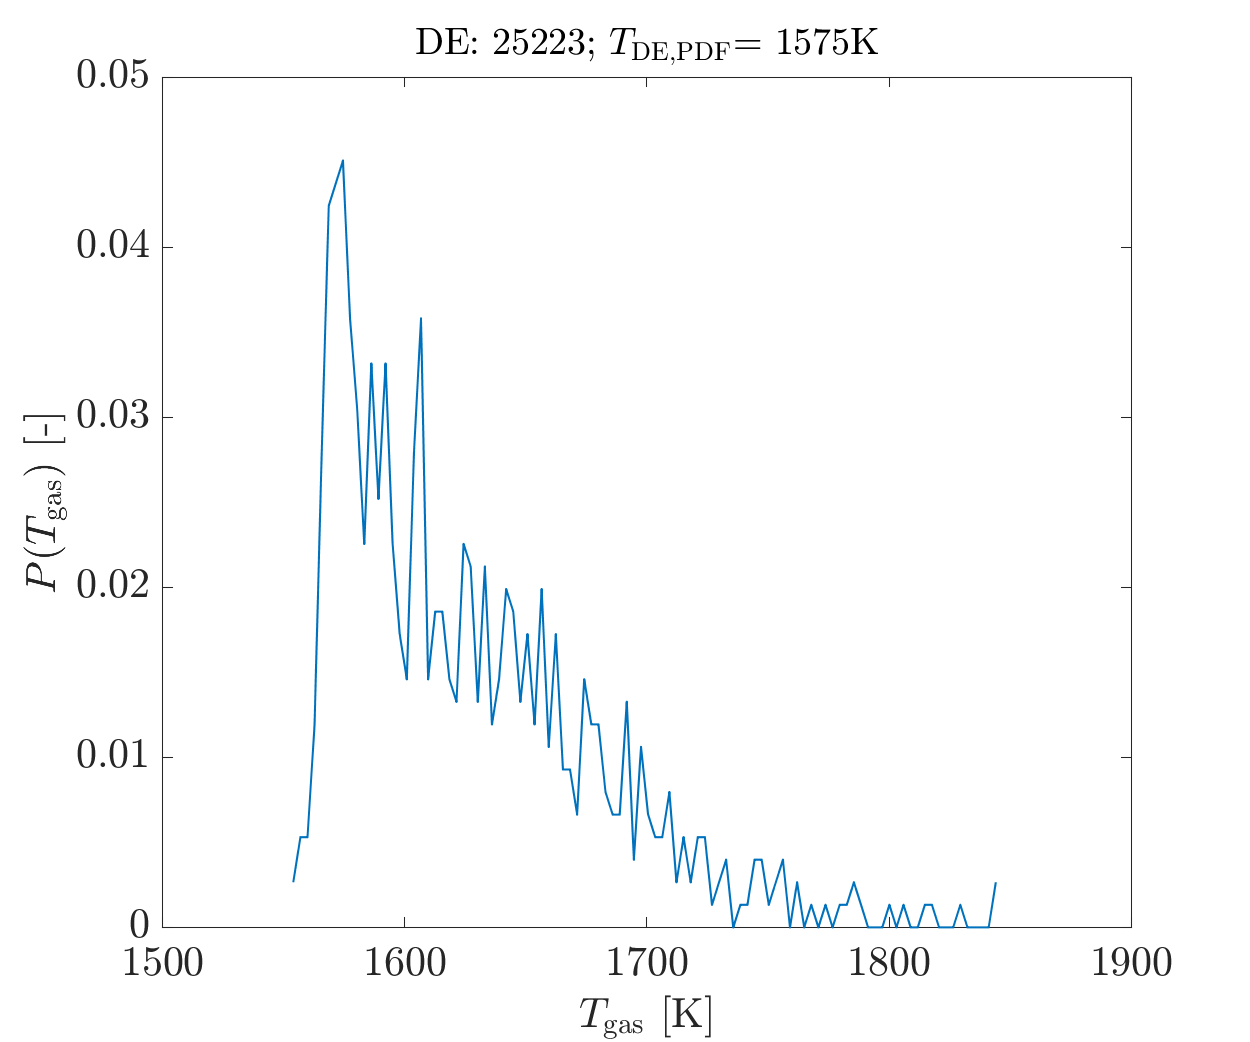 DE: 25223; T_DE,PDF= 1575K
0.05
0.04
0.03
0.02
0.01
0
P(T_gas) [-]
1500 1600 1700 1800 1900
T_gas [K]